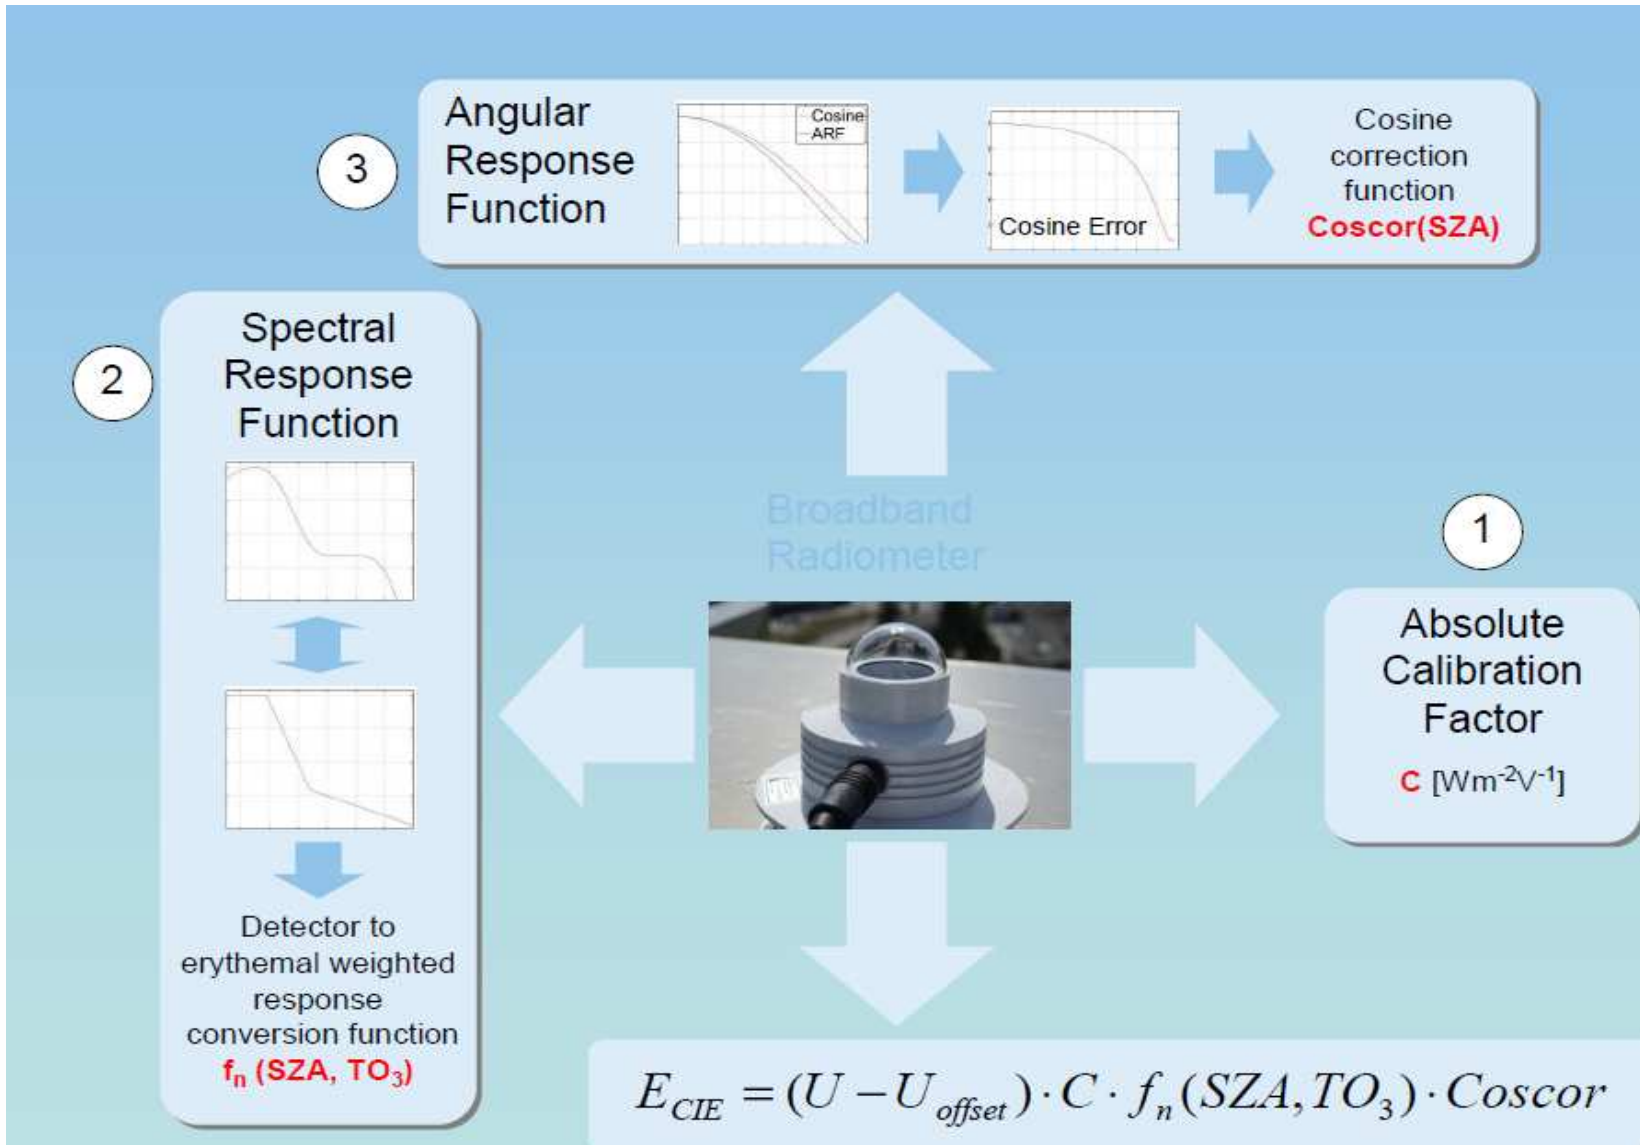 3
Angular
Response
Function
Cosine
ARF
Cosine Error
Cosine
correction
function
Coscor(SZA)
2
Spectral
Response
Function
Detector to
erythemal weighted
response
conversion function
fₙ (SZA, TO₃)
Broadband
Radiometer
1
Absolute
Calibration
Factor
C [Wm⁻²V⁻¹]
E_CIE = (U − U_offset) · C · fₙ(SZA, TO₃) · Coscor